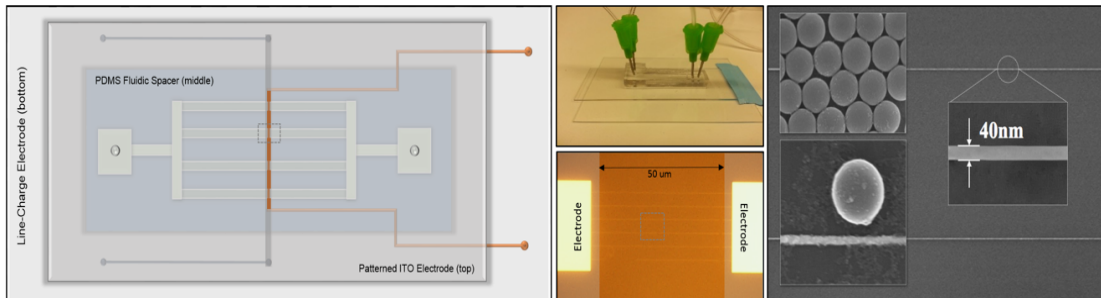 Line-Charge Electrode (bottom)
PDMS Fluidic Spacer (middle)
Patterned ITO Electrode (top)
50 um
Electrode
Electrode
40nm